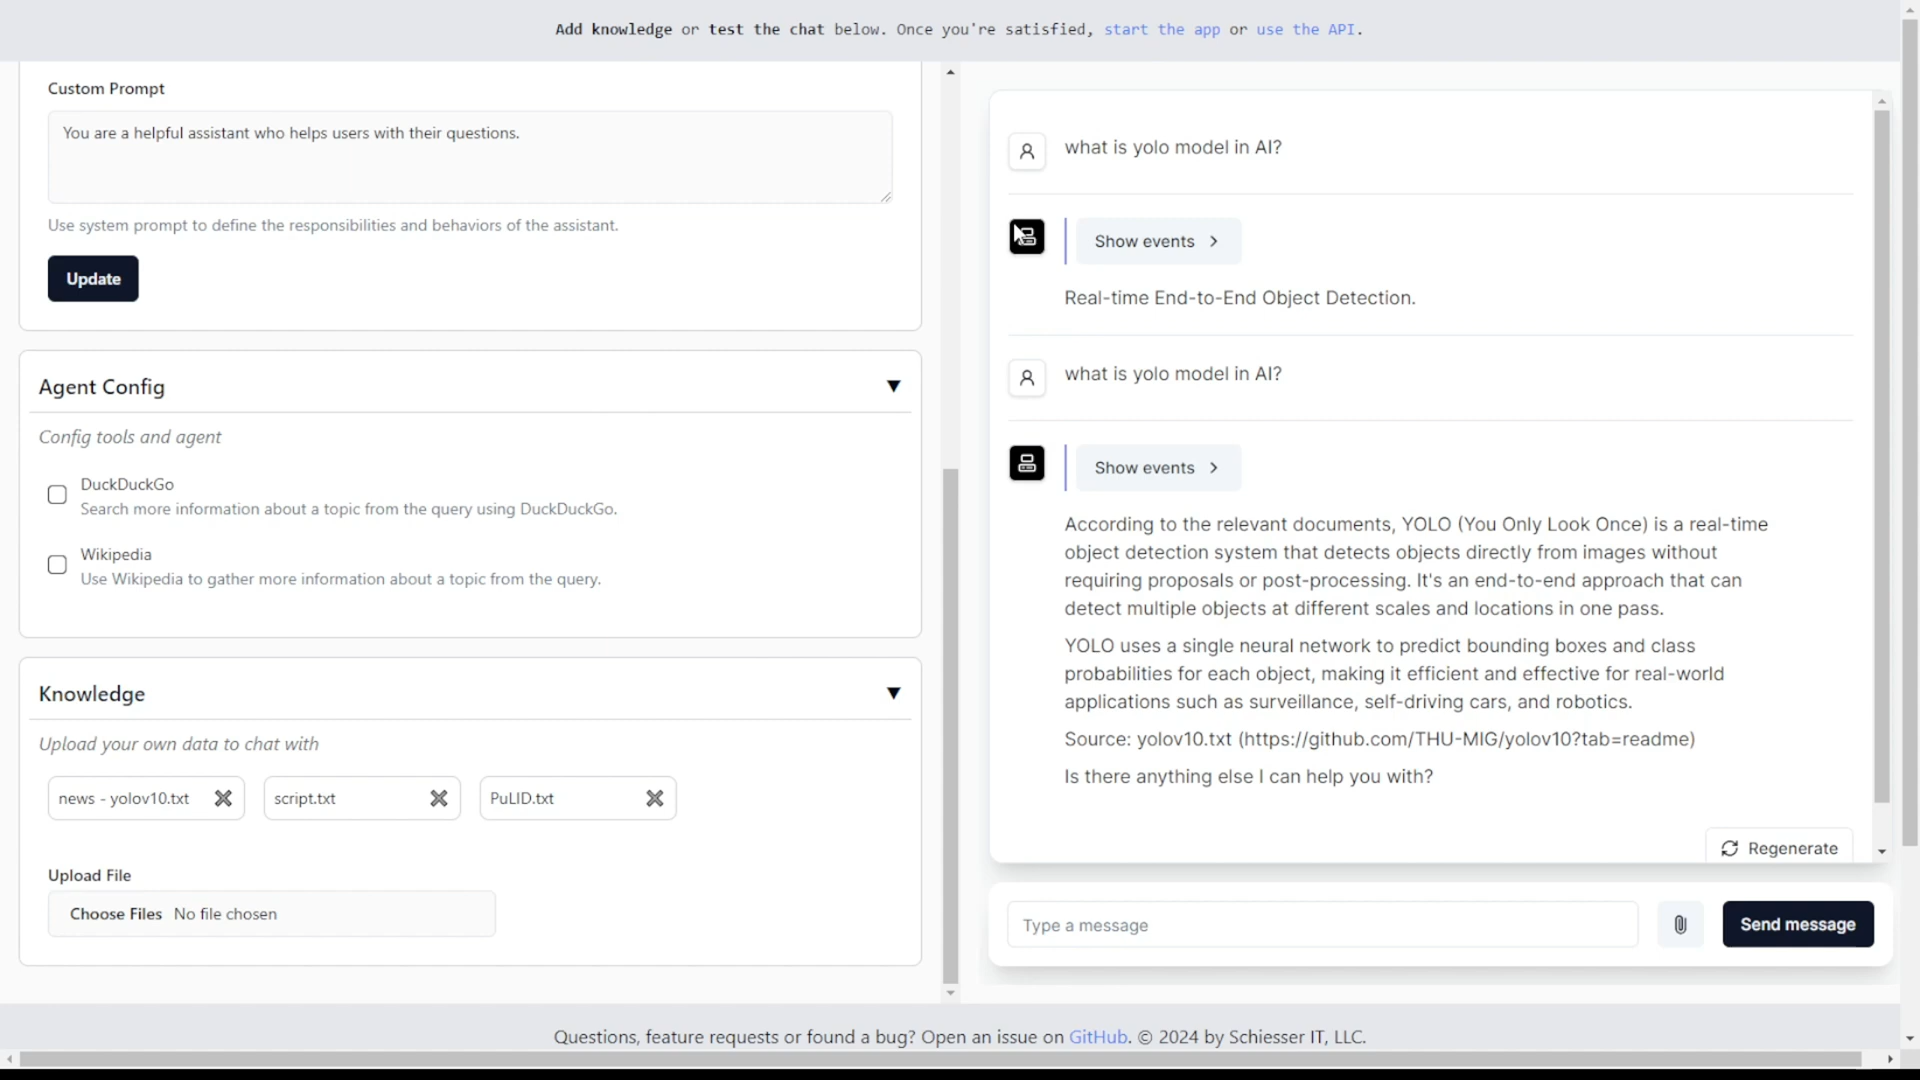 Add knowledge or test the chat below. Once you're satisfied, start the app or use the API.
Custom Prompt
You are a helpful assistant who helps users with their questions.
Use system prompt to define the responsibilities and behaviors of the assistant.
Update
Agent Config ▼
Config tools and agent
DuckDuckGo
Search more information about a topic from the query using DuckDuckGo.
Wikipedia
Use Wikipedia to gather more information about a topic from the query.
Knowledge ▼
Upload your own data to chat with
news - yolov10.txt
script.txt
PuLID.txt
Upload File
Choose Files No file chosen
what is yolo model in AI?
Show events
Real-time End-to-End Object Detection.
what is yolo model in AI?
Show events
According to the relevant documents, YOLO (You Only Look Once) is a real-time
object detection system that detects objects directly from images without
requiring proposals or post-processing. It's an end-to-end approach that can
detect multiple objects at different scales and locations in one pass.
YOLO uses a single neural network to predict bounding boxes and class
probabilities for each object, making it efficient and effective for real-world
applications such as surveillance, self-driving cars, and robotics.
Source: yolov10.txt (https://github.com/THU-MIG/yolov10?tab=readme)
Is there anything else I can help you with?
Regenerate
Type a message
Send message
Questions, feature requests or found a bug? Open an issue on GitHub. © 2024 by Schiesser IT, LLC.